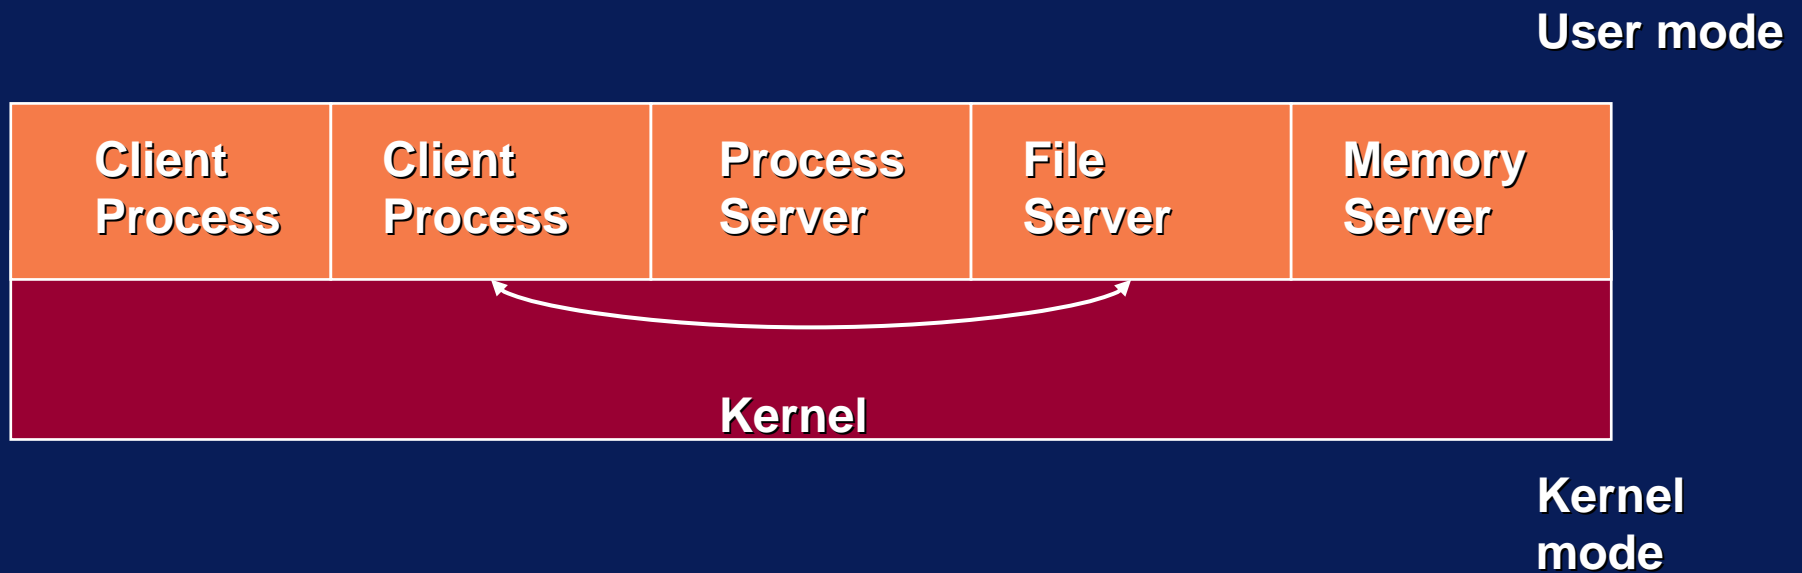 User mode
Client
Process
Client
Process
Process
Server
File
Server
Memory
Server
Kernel
Kernel
mode